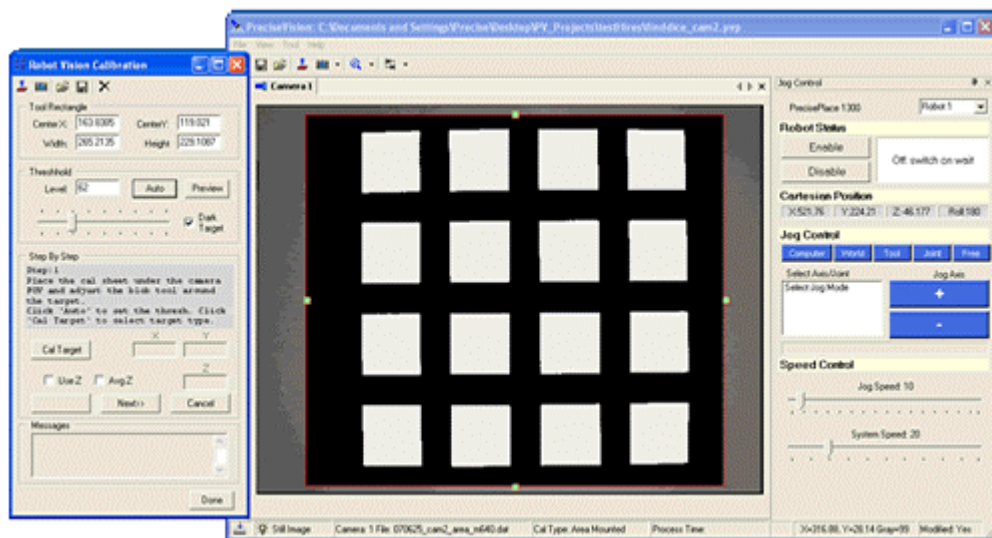 PreciseVision: C:\Documents and Settings\Precise\Desktop\PV_Projects\test\hires\finddice_cam2.pvp
File View Tool Help
Camera 1
Robot Vision Calibration
Tool Rectangle
Center X: 163.8385 Center Y: 119.021
Width: 265.2135 Height 229.1087
Threshhold
Level: 62 Auto Preview
Dark Target
Step By Step
Step:1
Place the cal sheet under the camera
FOV and adjust the blob tool around
the target.
Click 'Auto' to set the thresh. Click
'Cal Target' to select target type.
X Y
Cal Target
Z
Use Z Avg Z
Next>> Cancel
Messages
Done
Jog Control
PrecisePlace 1300 Robot 1
Robot Status
Enable
Disable
Off: switch on wait
Cartesian Position
X:521.76 Y:224.21 Z:-46.177 Roll:180
Jog Control
Computer World Tool Joint Free
Select Axis/Joint Jog Axis
Select Jog Mode
+
-
Speed Control
Jog Speed: 10
System Speed: 20
Still Image Camera: 1 File: 070625_cam2_area_m640.dat Cal Type: Area Mounted Process Time: X=316.88, Y=28.14 Gray=99 Modified: Yes